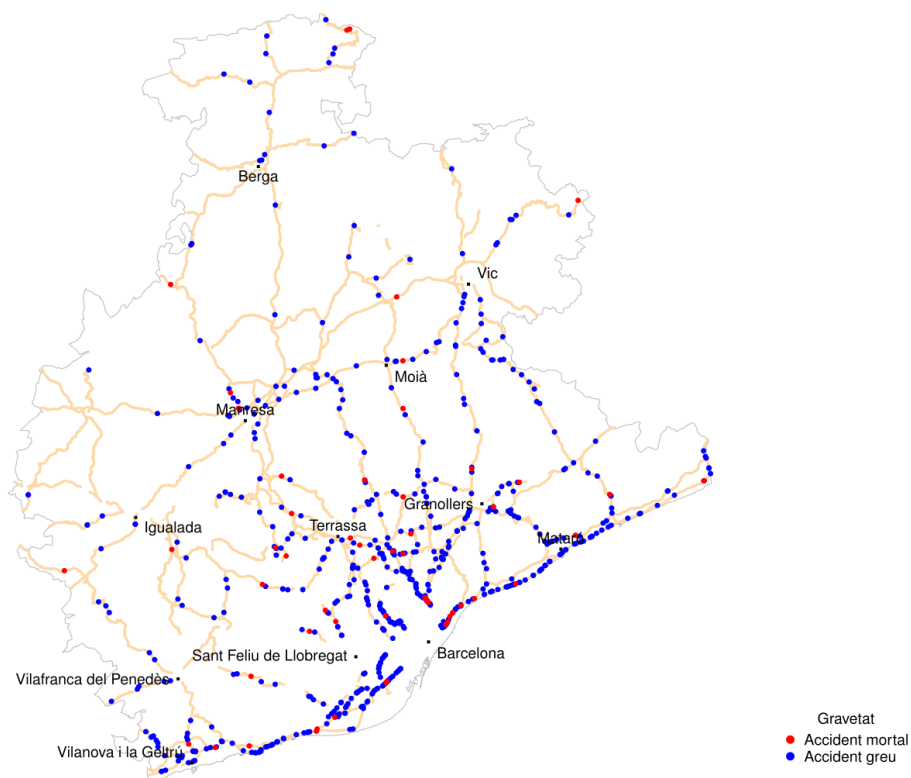 Berga
Vic
Moià
Manresa
Granollers
Igualada
Terrassa
Mataró
Barcelona
Sant Feliu de Llobregat
Vilafranca del Penedès
Vilanova i la Geltrú
Gravetat
Accident mortal
Accident greu